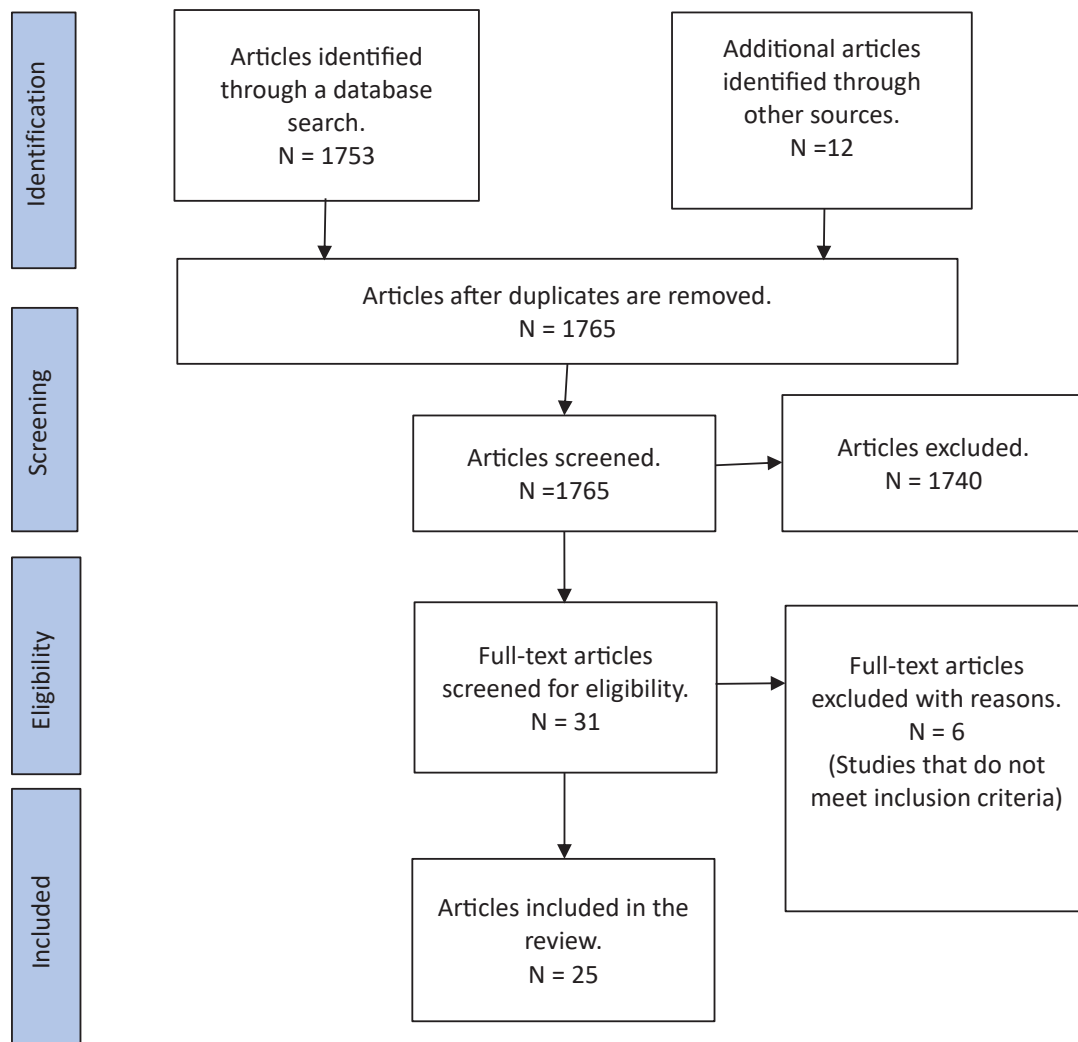 Identification
Articles identified
through a database
search.
N = 1753
Additional articles
identified through
other sources.
N =12
Articles after duplicates are removed.
N = 1765
Screening
Articles screened.
N =1765
Articles excluded.
N = 1740
Eligibility
Full-text articles
screened for eligibility.
N = 31
Full-text articles
excluded with reasons.
N = 6
(Studies that do not
meet inclusion criteria)
Included
Articles included in the
review.
N = 25